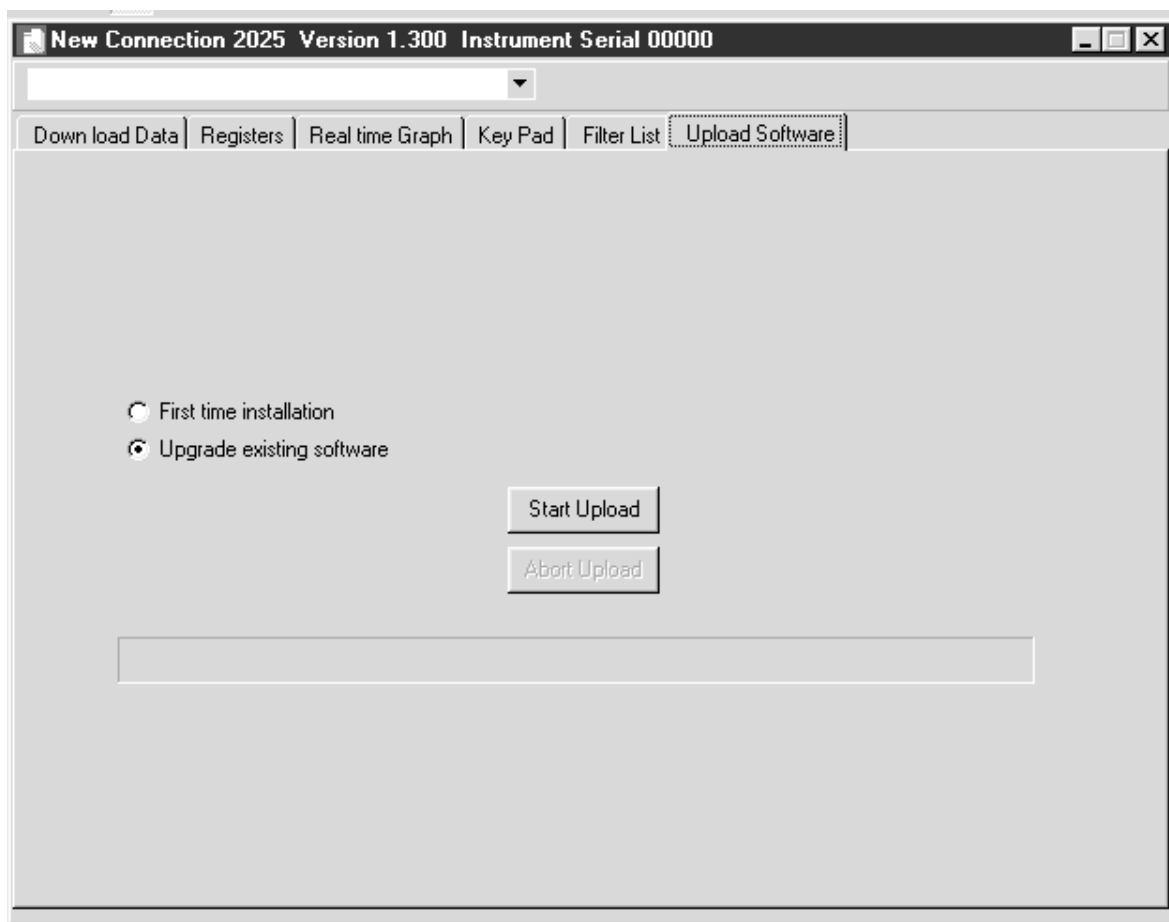 New Connection 2025 Version 1.300 Instrument Serial 00000
Down load Data Registers Real time Graph Key Pad Filter List Upload Software
First time installation
Upgrade existing software
Start Upload
Abort Upload